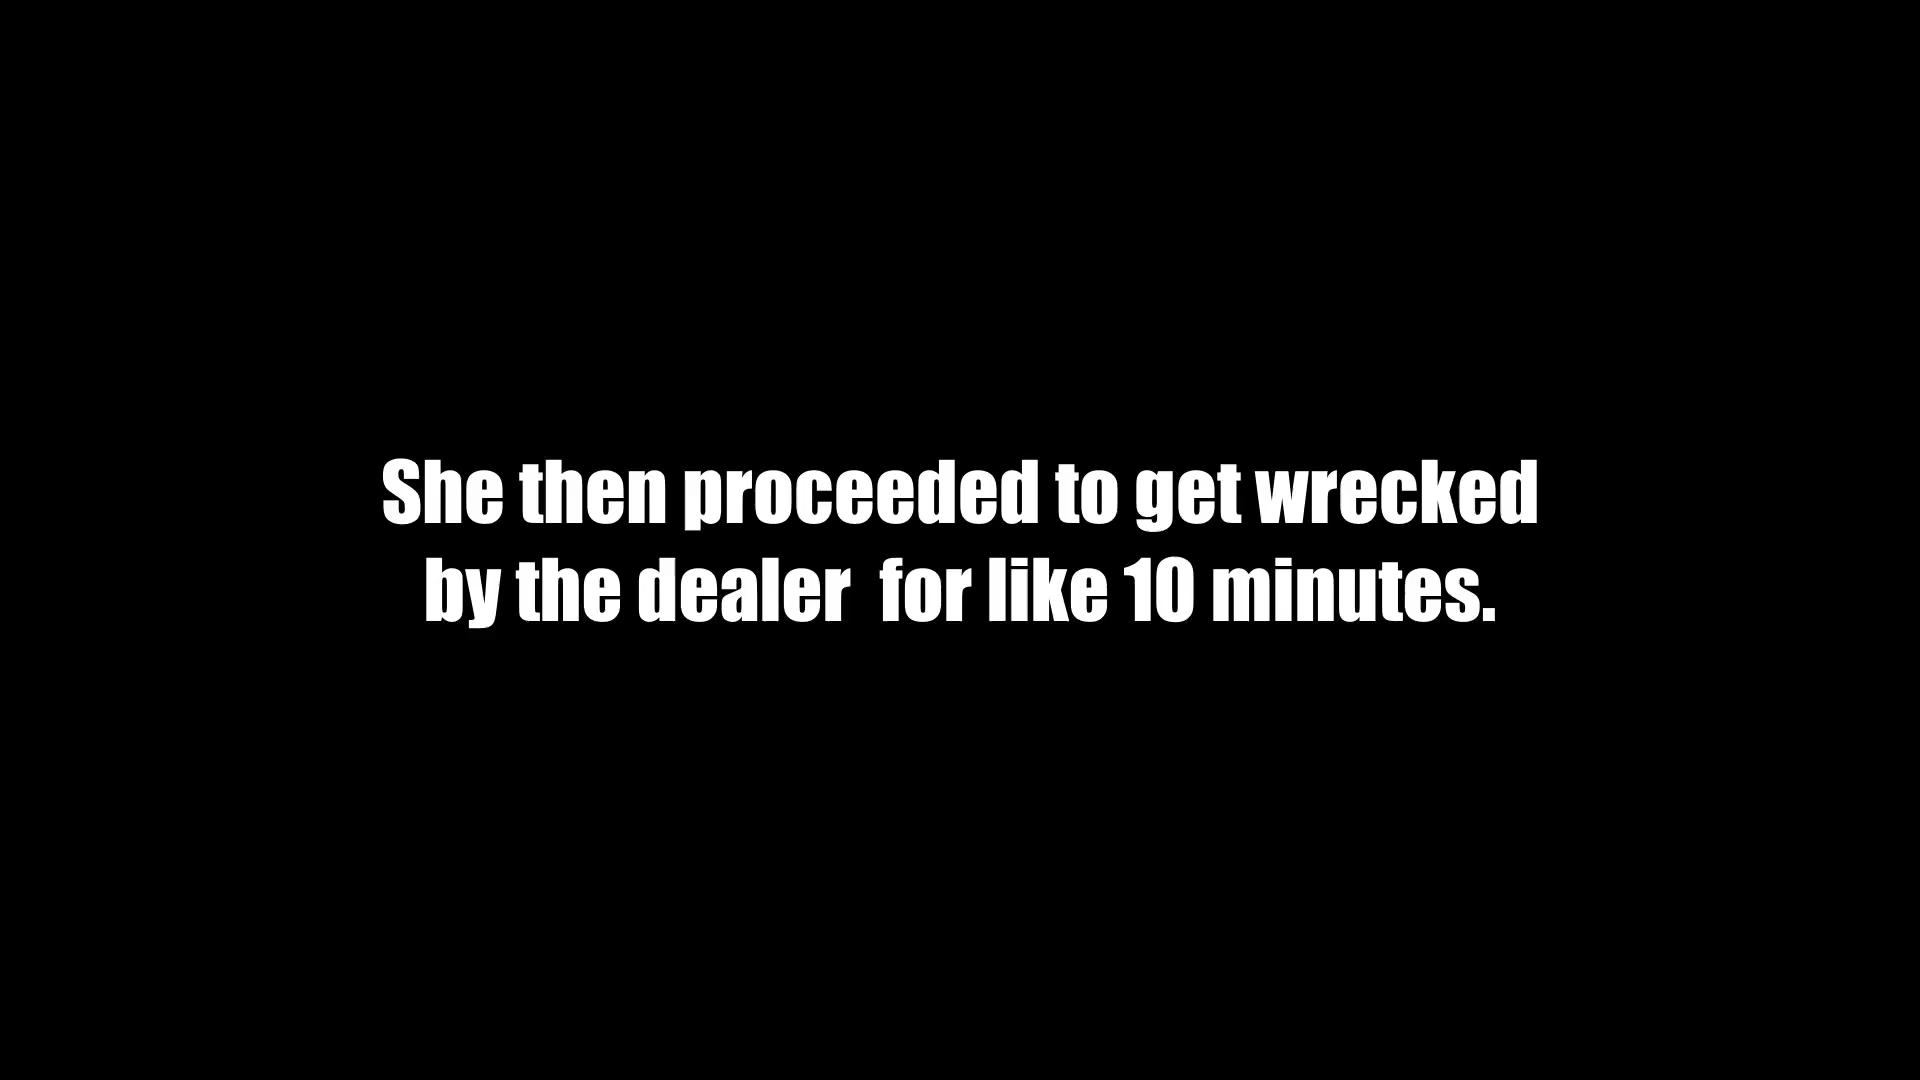 She then proceeded to get wrecked
by the dealer  for like 10 minutes.